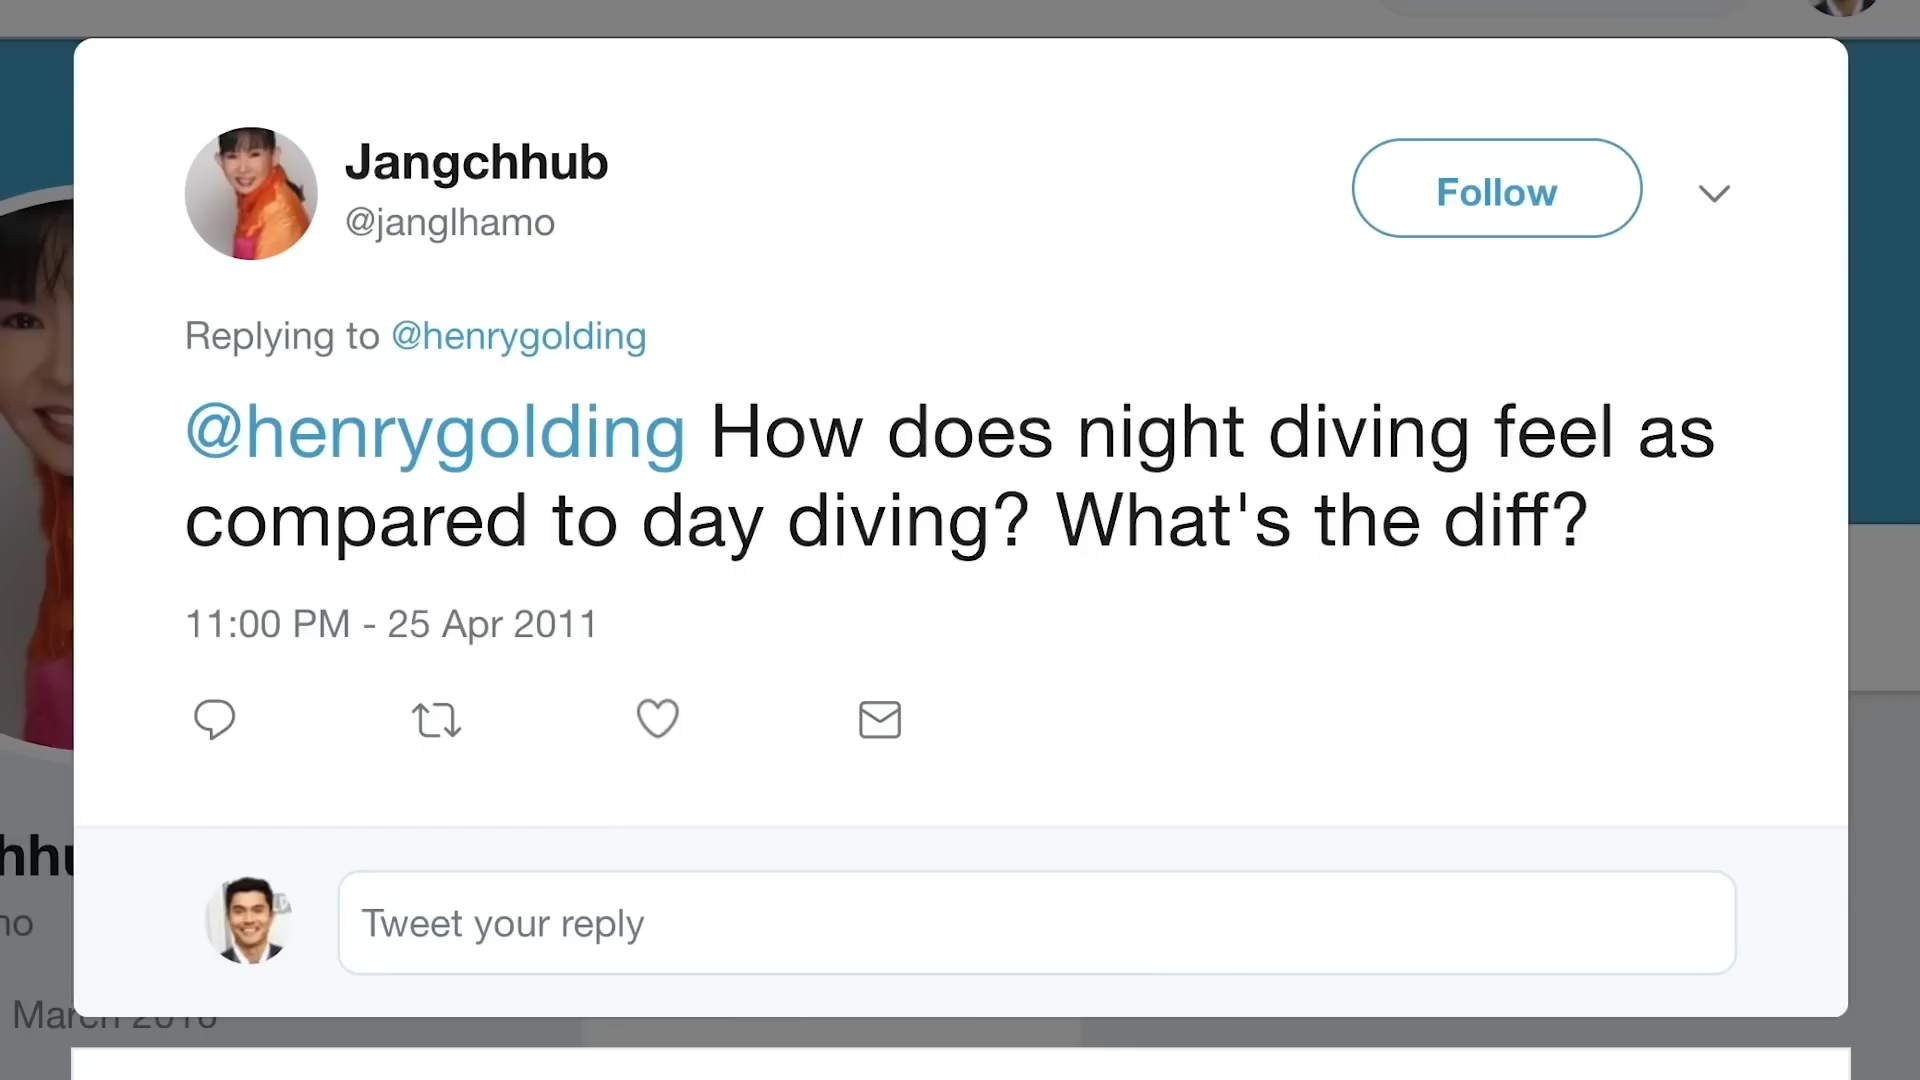 Jangchhub
@janglhamo
Follow
Replying to @henrygolding
@henrygolding How does night diving feel as
compared to day diving? What's the diff?
11:00 PM - 25 Apr 2011
Tweet your reply